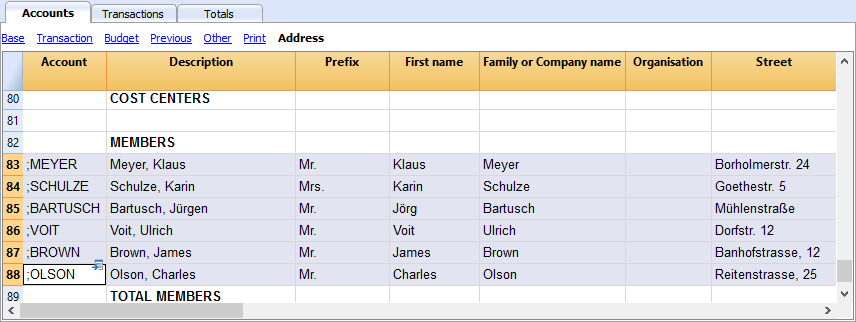 Accounts Transactions Totals
Base Transaction Budget Previous Other Print Address
Account Description Prefix First name Family or Company name Organisation Street
80 COST CENTERS
81
82 MEMBERS
83 ;MEYER Meyer, Klaus Mr. Klaus Meyer Borholmerstr. 24
84 ;SCHULZE Schulze, Karin Mrs. Karin Schulze Goethestr. 5
85 ;BARTUSCH Bartusch, Jürgen Mr. Jörg Bartusch Mühlenstraße
86 ;VOIT Voit, Ulrich Mr. Voit Ulrich Dorfstr. 12
87 ;BROWN Brown, James Mr. James Brown Banhofstrasse, 12
88 ;OLSON Olson, Charles Mr. Charles Olson Reitenstrasse, 25
89 TOTAL MEMBERS